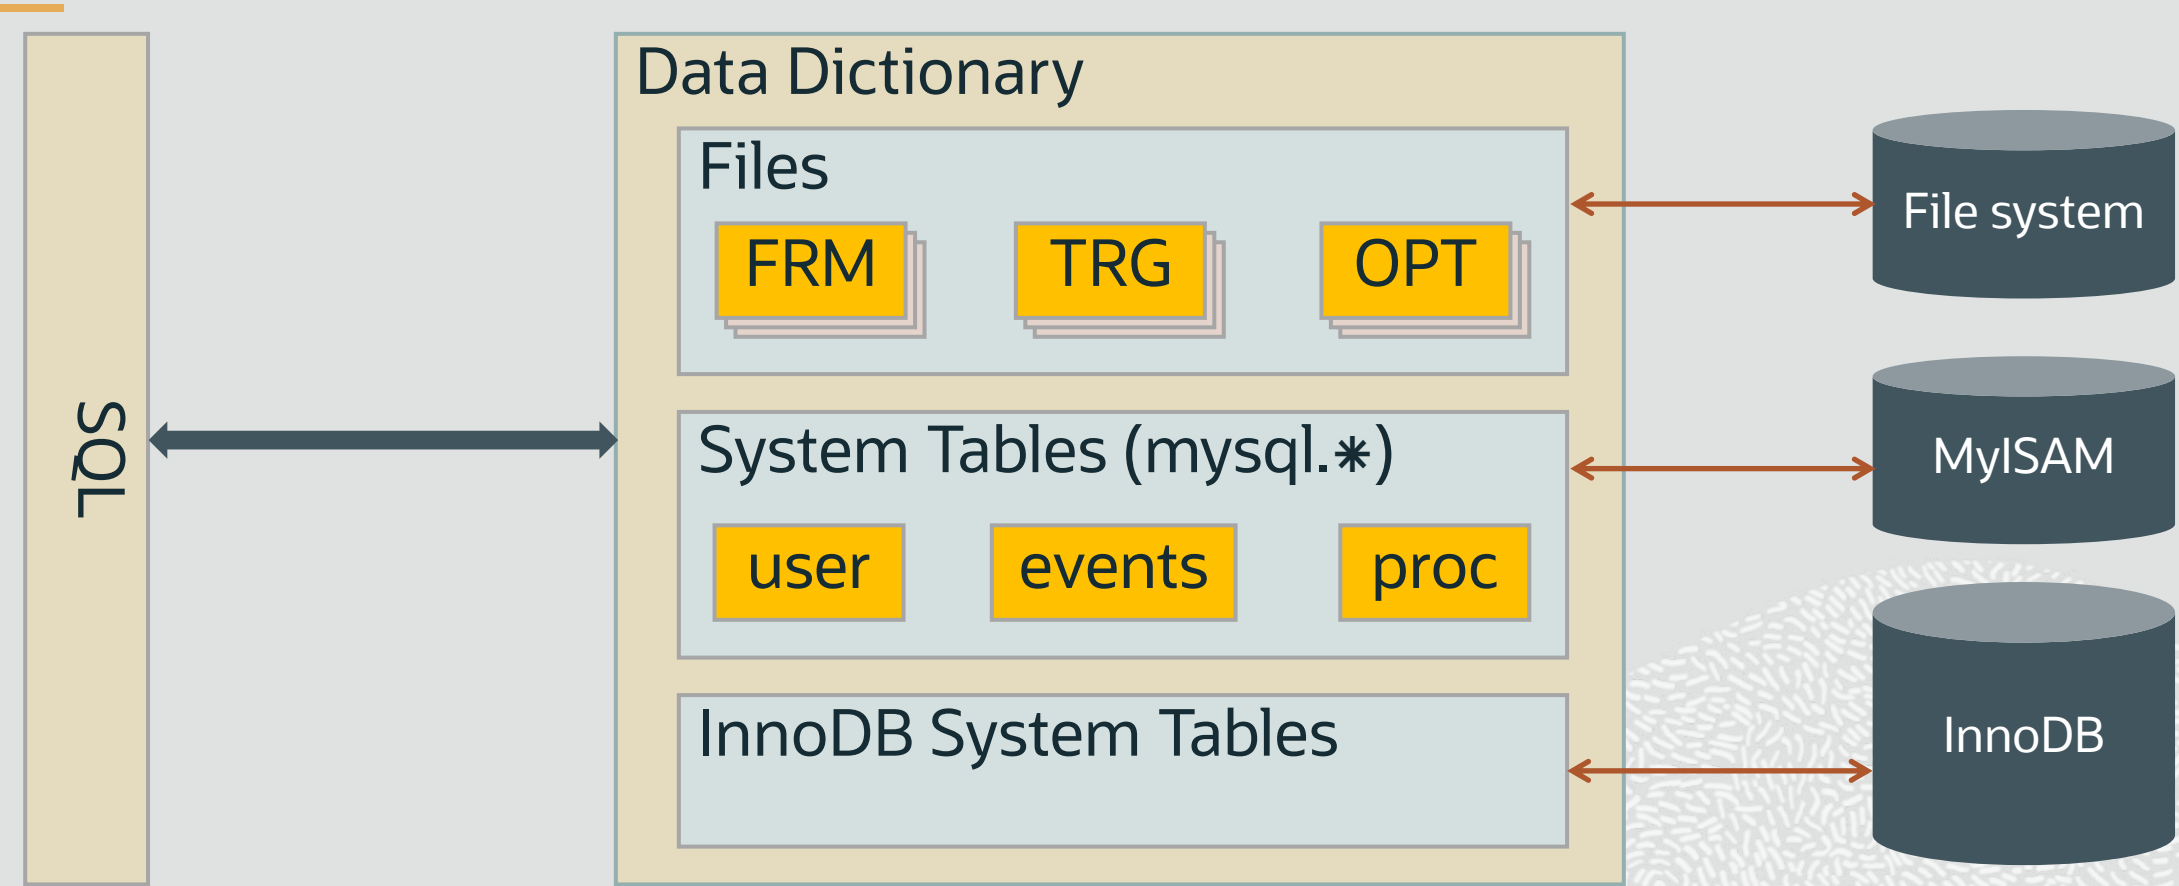 SQL
Data Dictionary
Files
FRM
TRG
OPT
System Tables (mysql.*)
user
events
proc
InnoDB System Tables
File system
MyISAM
InnoDB